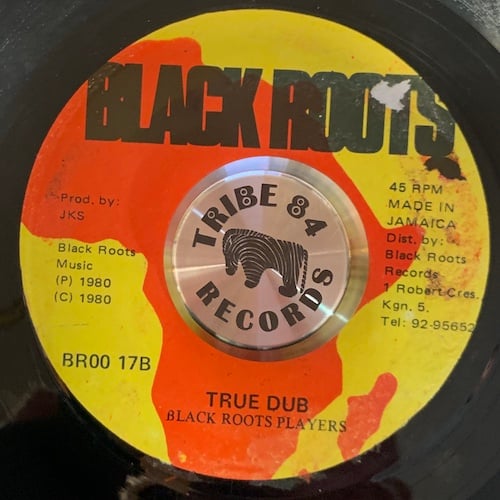 BLACK ROOTS
Prod. by:
JKS
Black Roots
Music
(P) 1980
(C) 1980
BR00 17B
TRIBE 84
RECORDS
45 RPM
MADE IN
JAMAICA
Dist. by:
Black Roots
Records
1 Robert Cres.
Kgn. 5.
Tel: 92-95652
TRUE DUB
BLACK ROOTS PLAYERS